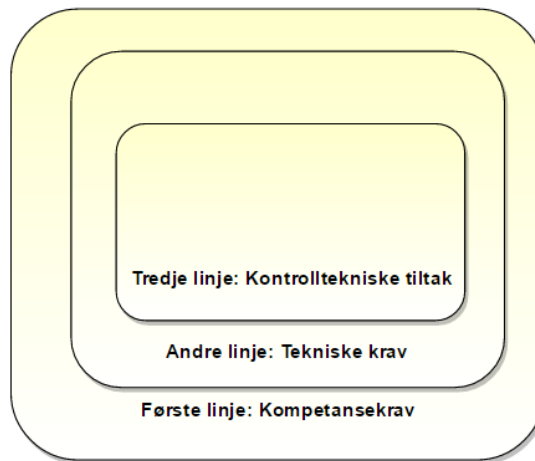 Tredje linje: Kontrolltekniske tiltak
Andre linje: Tekniske krav
Første linje: Kompetansekrav